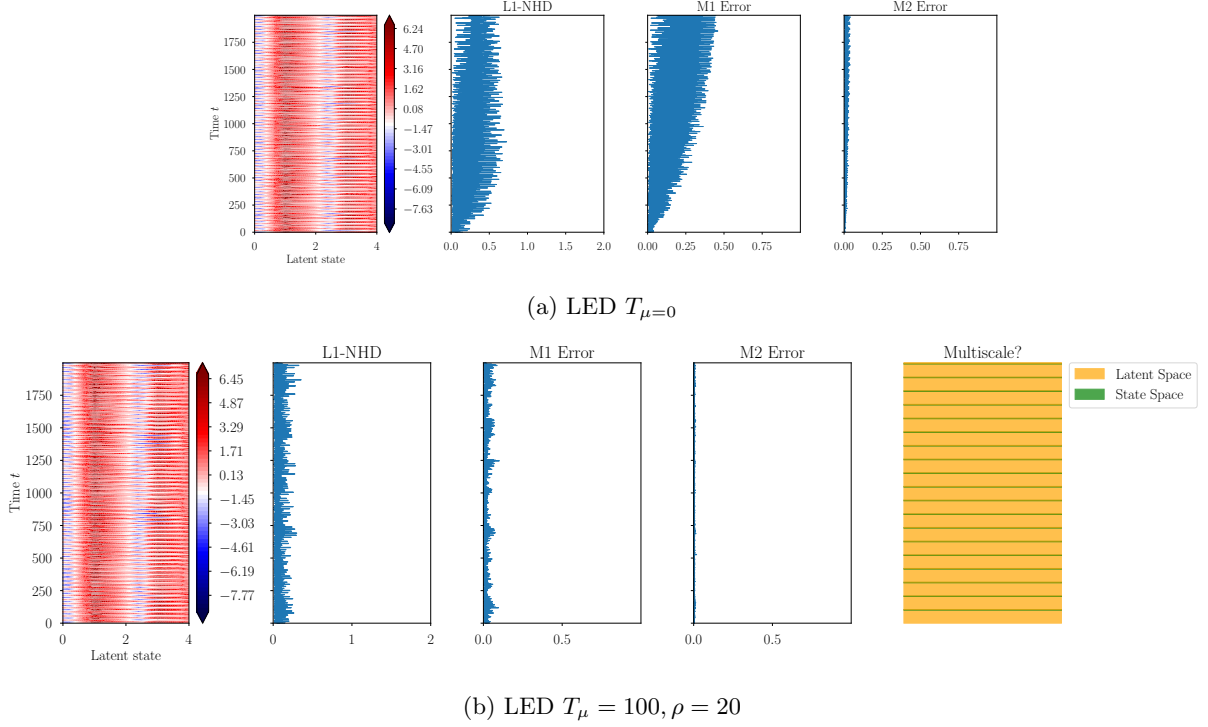 L1-NHD M1 Error M2 Error
Time t
1750
1500
1250
1000
750
500
250
0
0 2 4
Latent state
6.24
4.70
3.16
1.62
0.08
−1.47
−3.01
−4.55
−6.09
−7.63
0.0 0.5 1.0 1.5 2.0
0.00 0.25 0.50 0.75
0.00 0.25 0.50 0.75
(a) LED Tμ=0
L1-NHD M1 Error M2 Error Multiscale?
Time t
1750
1500
1250
1000
750
500
250
0
0 2 4
Latent state
6.45
4.87
3.29
1.71
0.13
−1.45
−3.03
−4.61
−6.19
−7.77
0 1 2
0.0 0.5
0.0 0.5
Latent Space
State Space
(b) LED Tμ = 100, ρ = 20